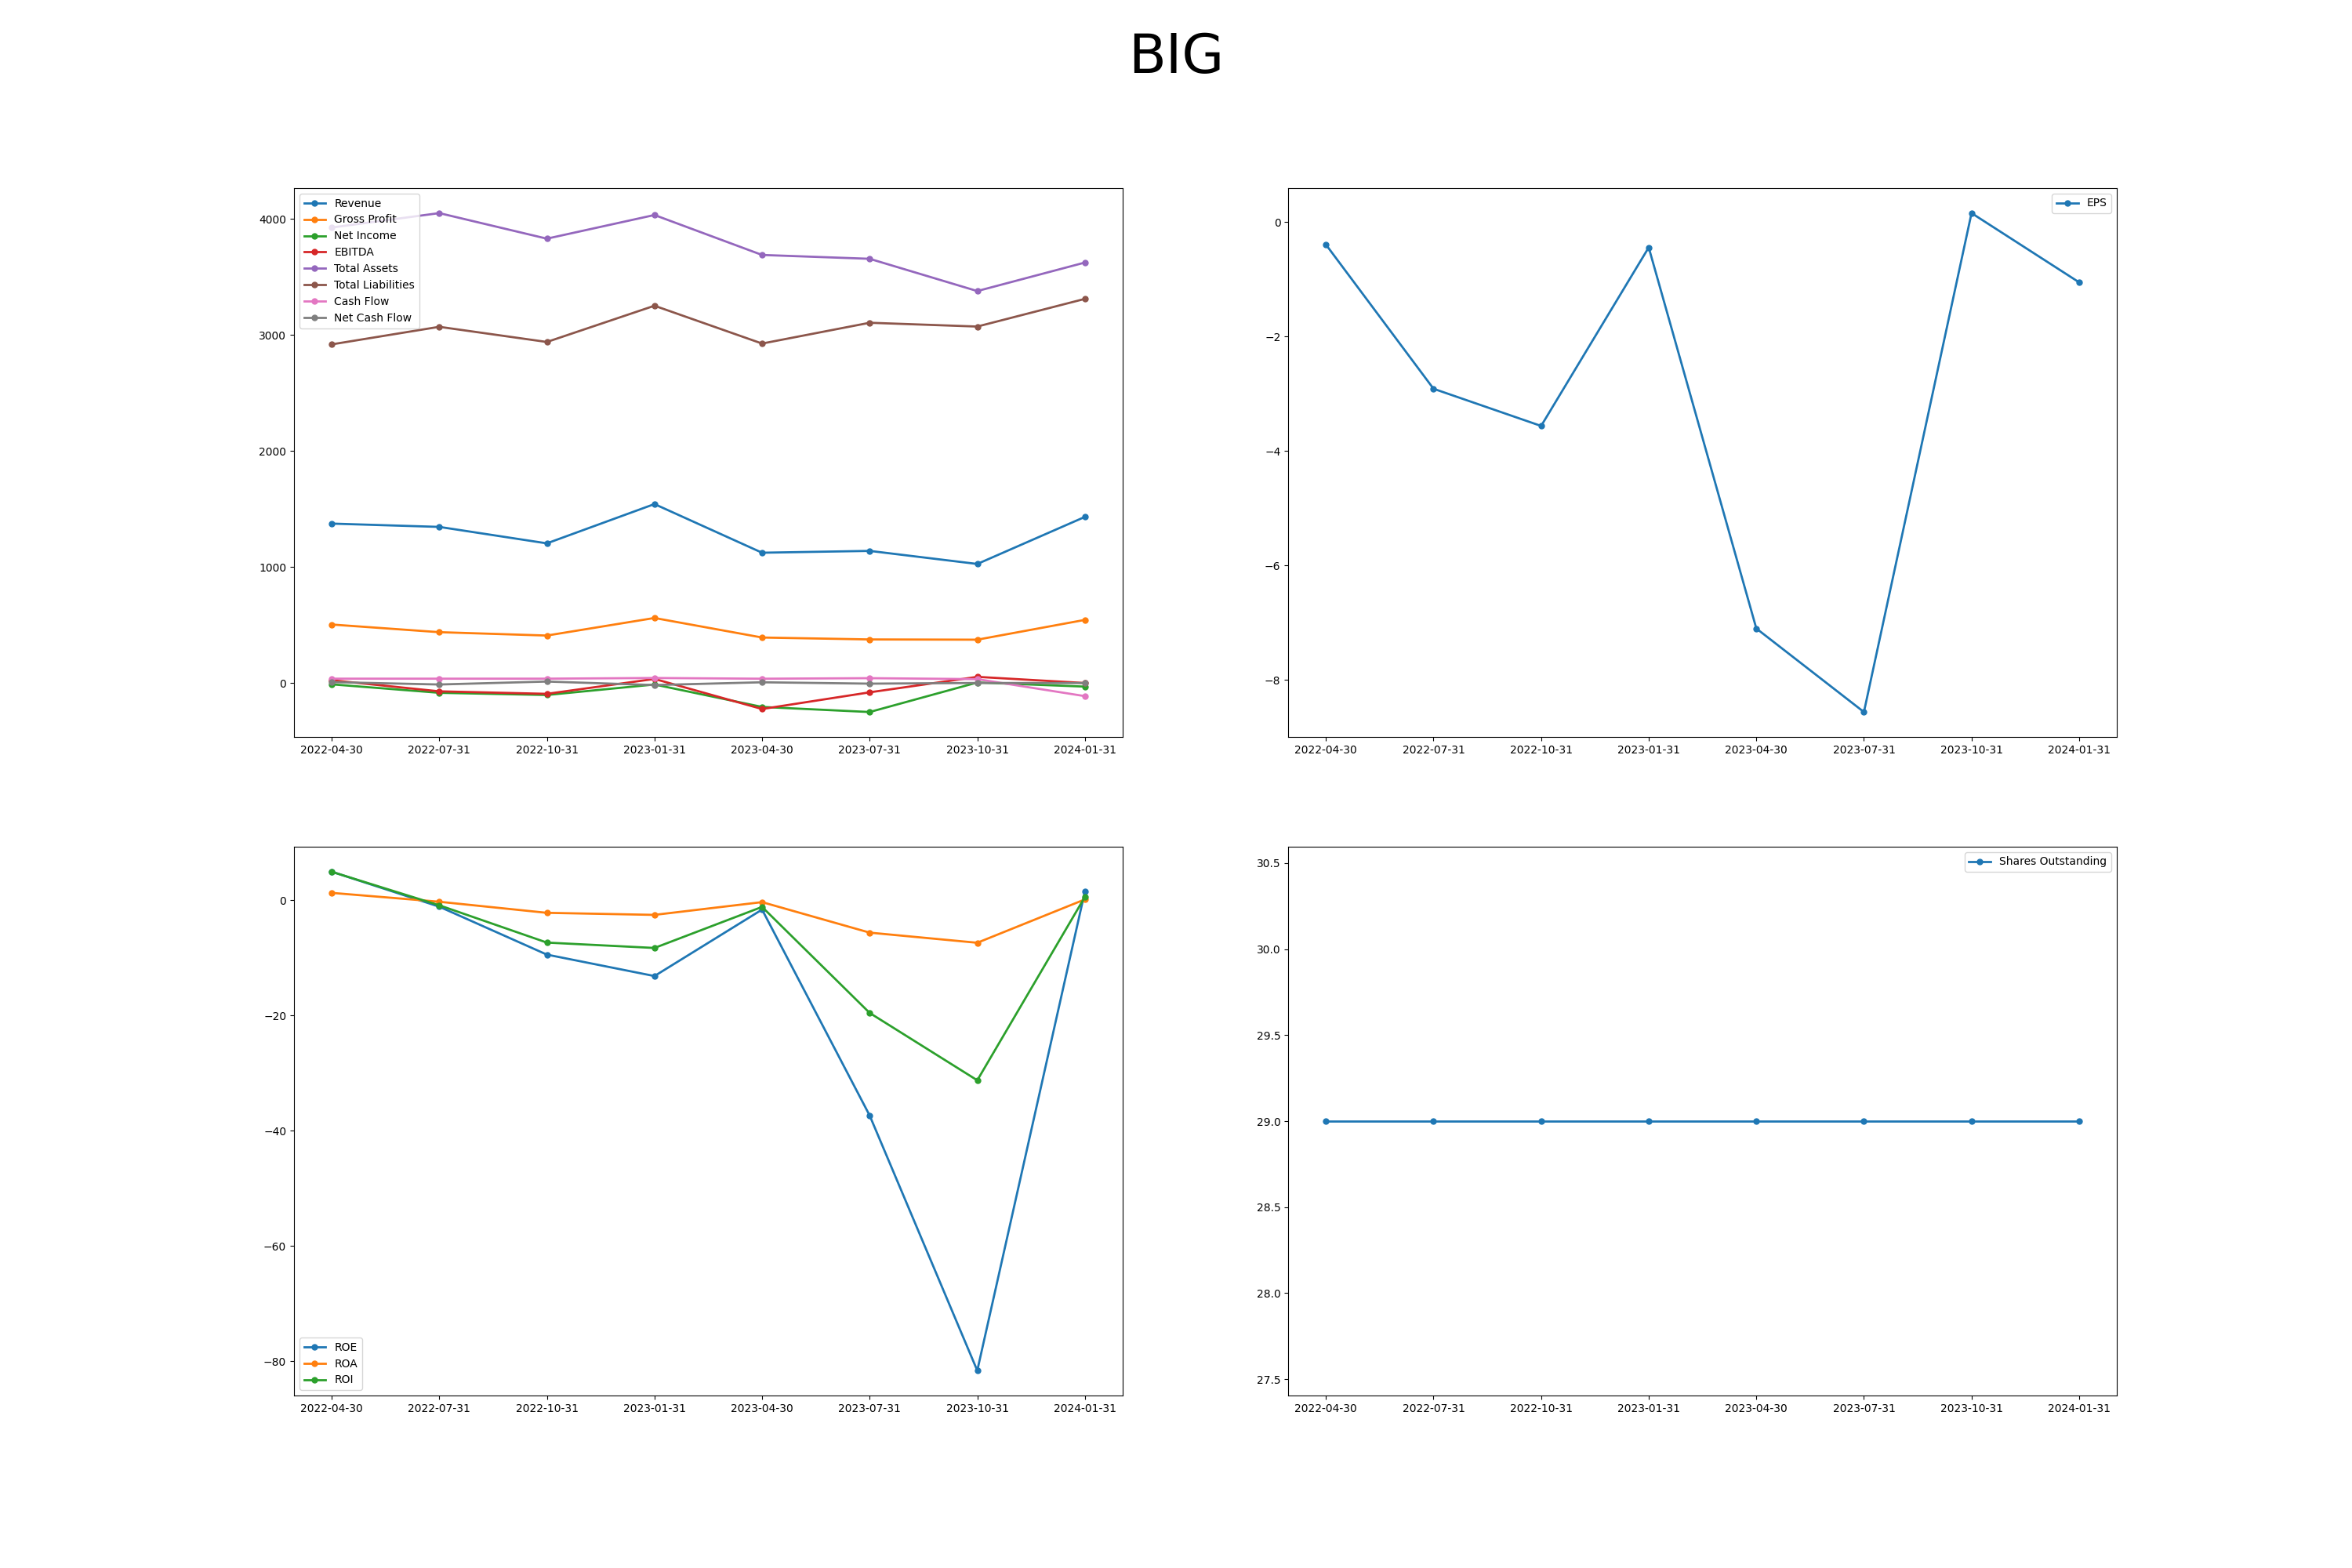 BIG
Revenue
Gross Profit
Net Income
EBITDA
Total Assets
Total Liabilities
Cash Flow
Net Cash Flow
4000
3000
2000
1000
0
2022-04-30 2022-07-31 2022-10-31 2023-01-31 2023-04-30 2023-07-31 2023-10-31 2024-01-31
EPS
0
−2
−4
−6
−8
2022-04-30 2022-07-31 2022-10-31 2023-01-31 2023-04-30 2023-07-31 2023-10-31 2024-01-31
0
−20
−40
−60
−80
ROE
ROA
ROI
2022-04-30 2022-07-31 2022-10-31 2023-01-31 2023-04-30 2023-07-31 2023-10-31 2024-01-31
Shares Outstanding
30.5
30.0
29.5
29.0
28.5
28.0
27.5
2022-04-30 2022-07-31 2022-10-31 2023-01-31 2023-04-30 2023-07-31 2023-10-31 2024-01-31